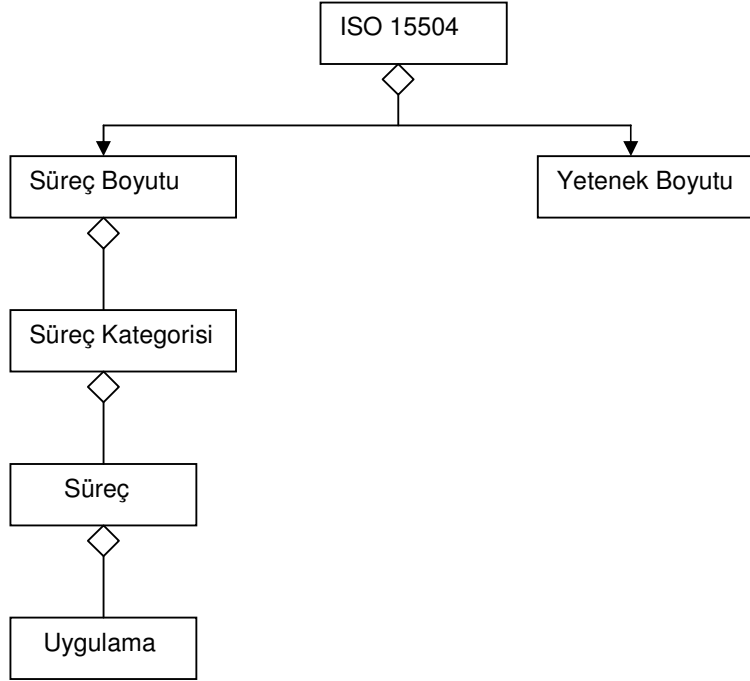 ISO 15504
Süreç Boyutu
Yetenek Boyutu
Süreç Kategorisi
Süreç
Uygulama